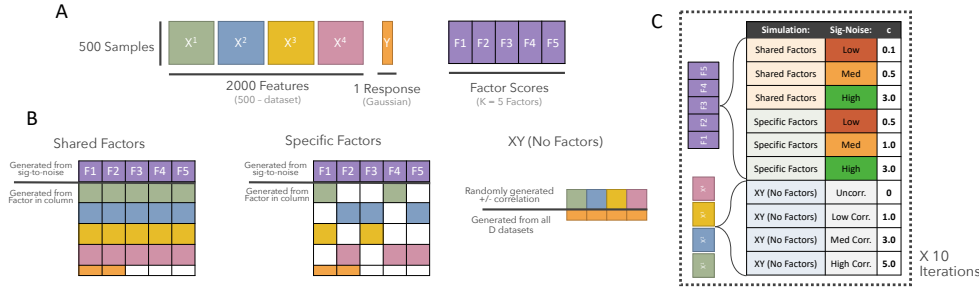 A
500 Samples
X1 X2 X3 X4 Y
2000 Features
(500 – dataset)
1 Response
(Gaussian)
F1 F2 F3 F4 F5
Factor Scores
(K = 5 Factors)
B
Shared Factors
Generated from
sig-to-noise
F1 F2 F3 F4 F5
Generated from
Factor in column
Specific Factors
Generated from
sig-to-noise
F1 F2 F3 F4 F5
Generated from
Factor in column
XY (No Factors)
Randomly generated
+/- correlation
Generated from all
D datasets
C
F5
F4
F3
F2
F1
Simulation: Sig-Noise: c
Shared Factors Low 0.1
Shared Factors Med 0.5
Shared Factors High 3.0
Specific Factors Low 0.5
Specific Factors Med 1.0
Specific Factors High 3.0
XY (No Factors) Uncorr. 0
XY (No Factors) Low Corr. 1.0
XY (No Factors) Med Corr. 3.0
XY (No Factors) High Corr. 5.0
X 10
Iterations